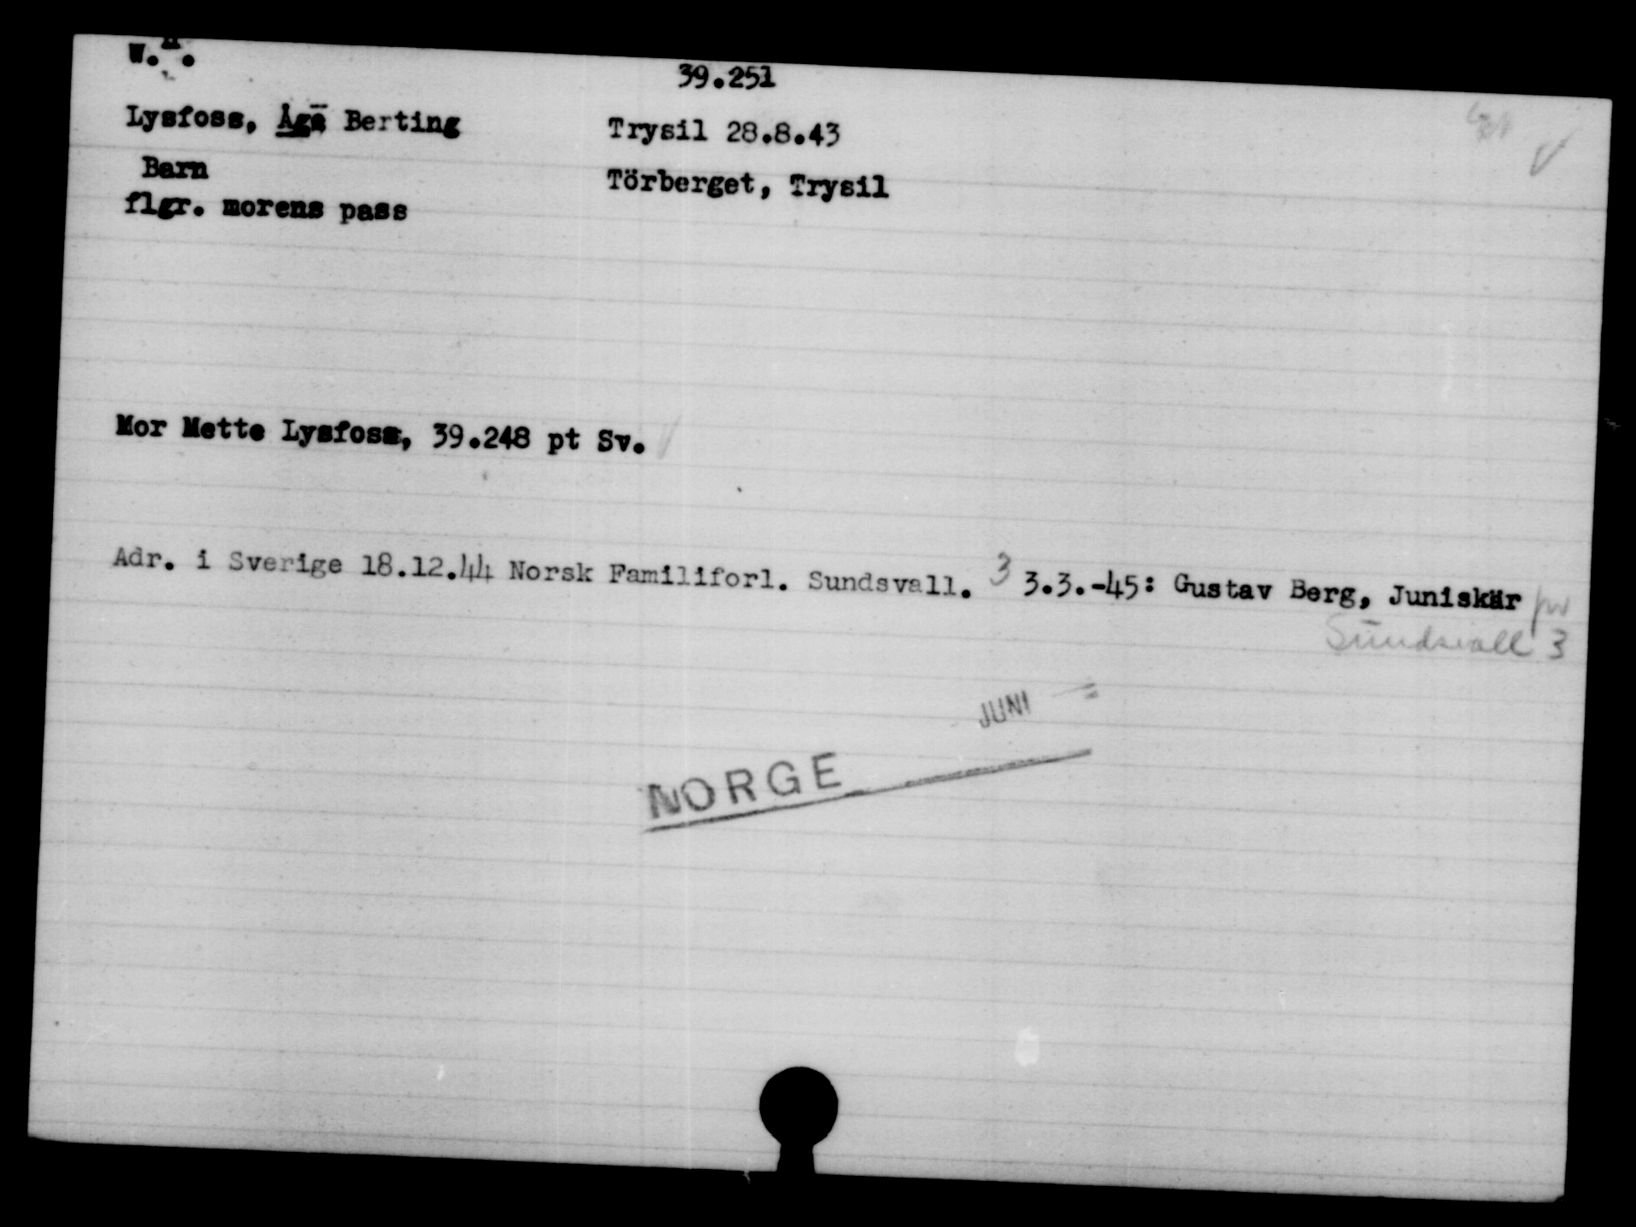 39.251
Lysfoss, Åge Berting
Trysil 28.8.43
Barn
Törberget, Trysil
flgr. morens pass
Mor Mette Lysfoss, 39.248 pt Sv.
Adr. i Sverige 18.12.44 Norsk Familiforl. Sundsvall. 3 3.3.-45: Gustav Berg, Juniskär
Sundsvall 3
JUNI
NORGE